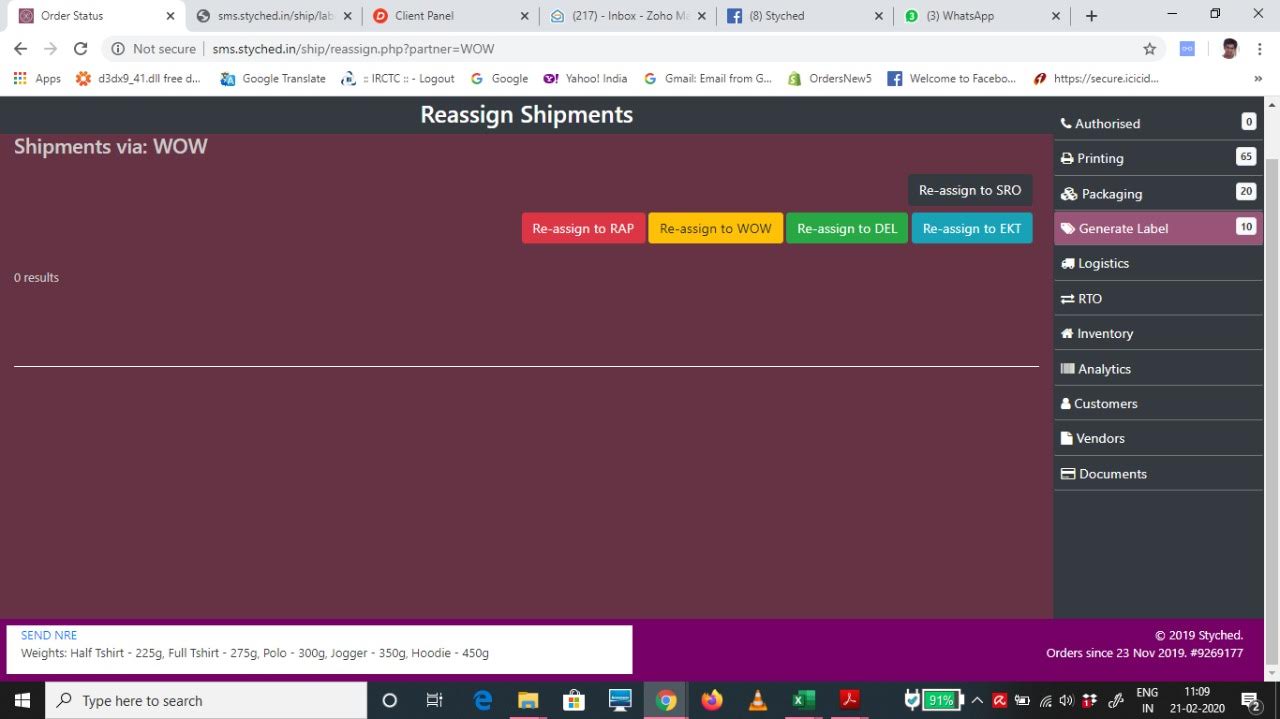 Order Status
sms.styched.in/ship/lab
Client Panel
(217) - Inbox - Zoho Ma
(8) Styched
(3) WhatsApp
Not secure | sms.styched.in/ship/reassign.php?partner=WOW
Apps
d3dx9_41.dll free d...
Google Translate
:: IRCTC :: - Logout
Google
Yahoo! India
Gmail: Email from G...
OrdersNew5
Welcome to Facebo...
https://secure.icicid...
»
Reassign Shipments
Shipments via: WOW
Re-assign to SRO
Re-assign to RAP
Re-assign to WOW
Re-assign to DEL
Re-assign to EKT
0 results
Authorised 0
Printing 65
Packaging 20
Generate Label 10
Logistics
RTO
Inventory
Analytics
Customers
Vendors
Documents
SEND NRE
Weights: Half Tshirt - 225g, Full Tshirt - 275g, Polo - 300g, Jogger - 350g, Hoodie - 450g
© 2019 Styched.
Orders since 23 Nov 2019. #9269177
Type here to search
91%
ENG
IN
11:09
21-02-2020
2